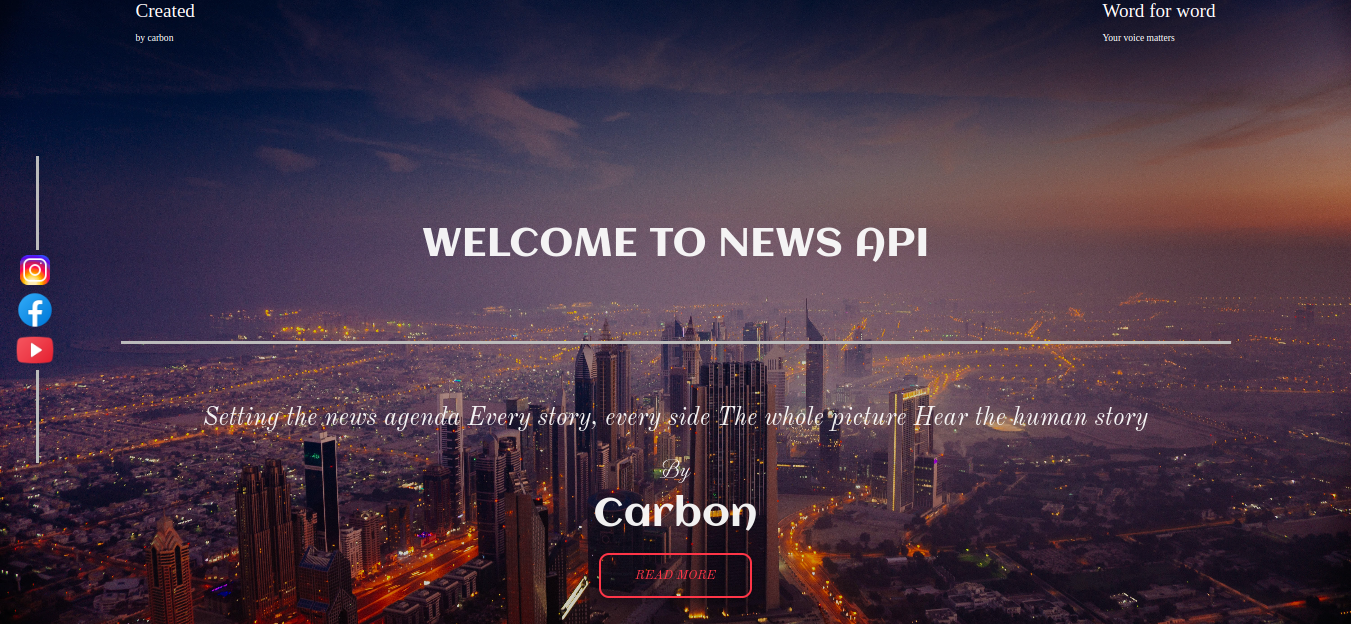 Created
by carbon
Word for word
Your voice matters
WELCOME TO NEWS API
Setting the news agenda Every story, every side The whole picture Hear the human story
By
Carbon
READ MORE